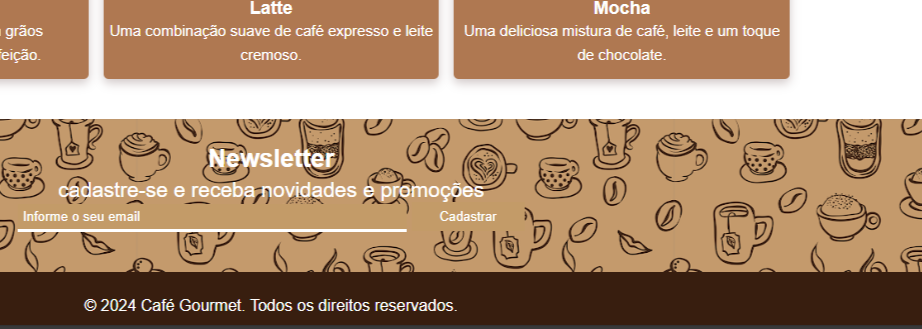 grãos
feição.
Latte
Uma combinação suave de café expresso e leite
cremoso.
Mocha
Uma deliciosa mistura de café, leite e um toque
de chocolate.
Newsletter
cadastre-se e receba novidades e promoções
Informe o seu email
Cadastrar
© 2024 Café Gourmet. Todos os direitos reservados.